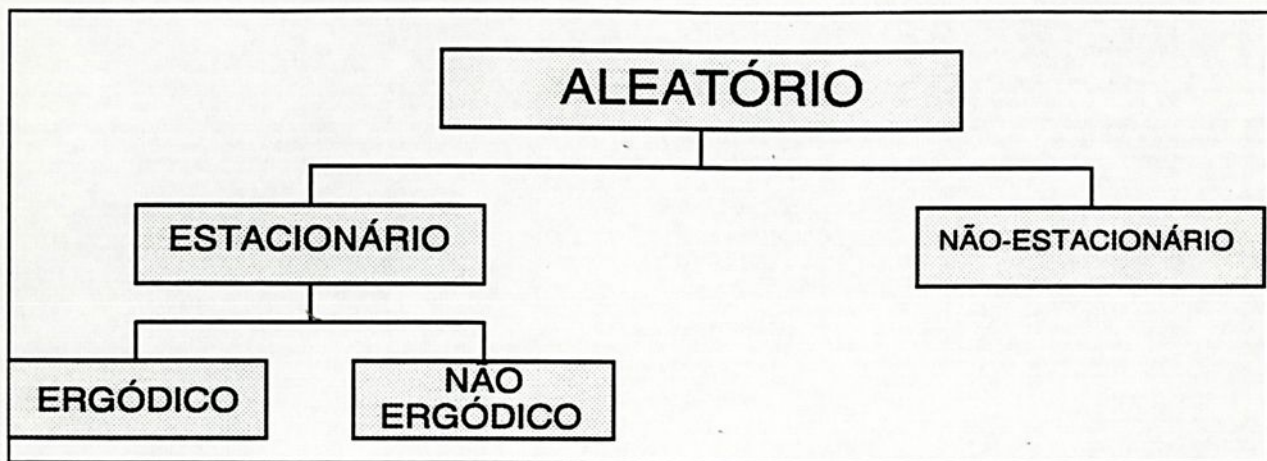 ALEATÓRIO
ESTACIONÁRIO
NÃO-ESTACIONÁRIO
ERGÓDICO
NÃO
ERGÓDICO